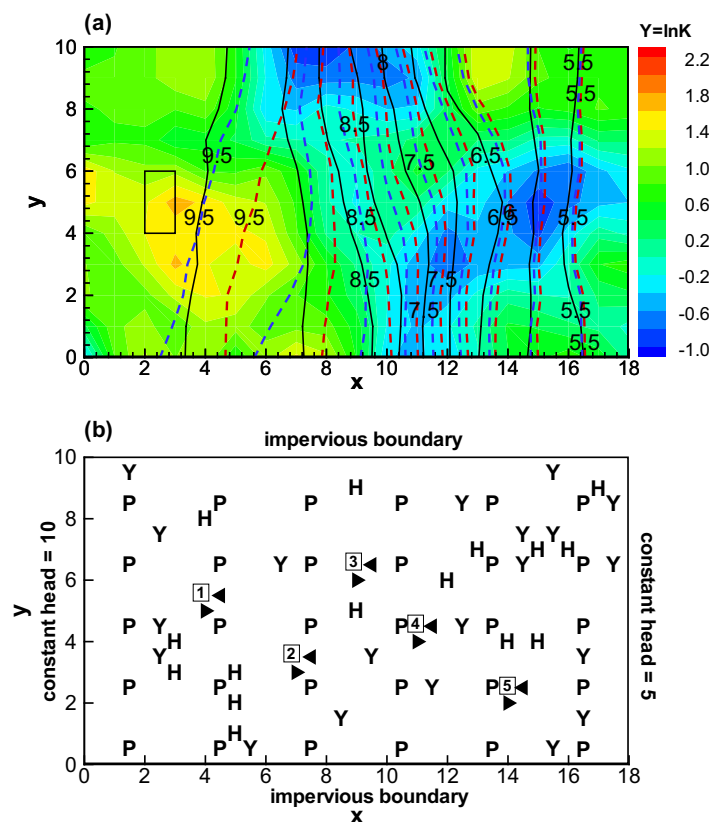 (a)
Y=lnK
10
8
6
4
2
0
y
0 2 4 6 8 10 12 14 16 18
x
8 5.5
5.5
8.5
9.5 7.5 6.5
9.5 9.5 8.5 6.5 6 5.5
8.5 7.5
7.5 5.5
5.5
2.2
1.8
1.4
1.0
0.6
0.2
-0.2
-0.6
-1.0
(b)
impervious boundary
constant head = 10
constant head = 5
y
10
8
6
4
2
0
Y Y
H H
P P P P Y P P Y
H
Y Y Y
H H H
3
P P Y P P P Y P Y
H
1
H
4
P Y P P P Y P P
H H H
2
Y Y Y
H H
P P P Y P 5 P
H
Y Y
H
P P Y P P P Y P
0 2 4 6 8 10 12 14 16 18
impervious boundary
x